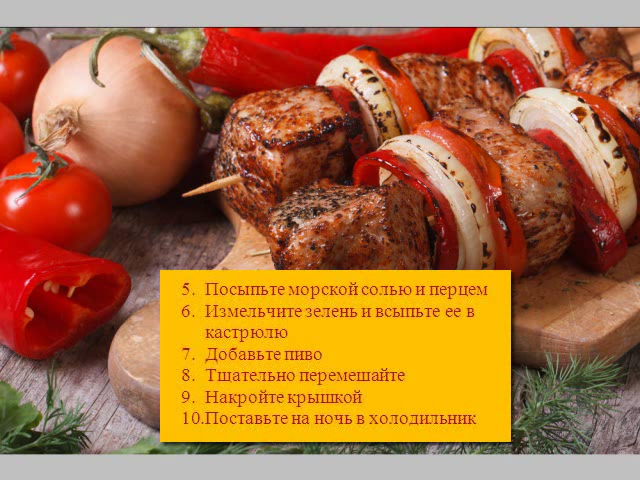 5. Посыпьте морской солью и перцем
6. Измельчите зелень и всыпьте ее в
кастрюлю
7. Добавьте пиво
8. Тщательно перемешайте
9. Накройте крышкой
10.Поставьте на ночь в холодильник